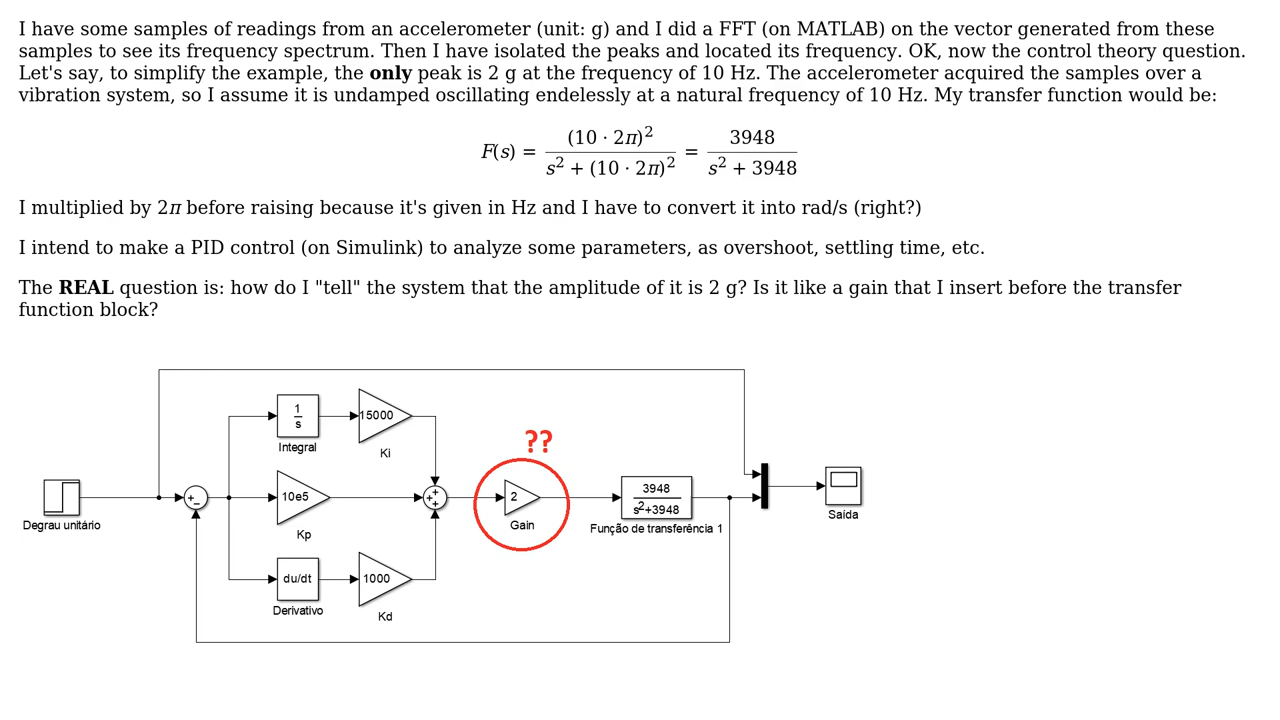 I have some samples of readings from an accelerometer (unit: g) and I did a FFT (on MATLAB) on the vector generated from these
samples to see its frequency spectrum. Then I have isolated the peaks and located its frequency. OK, now the control theory question.
Let's say, to simplify the example, the only peak is 2 g at the frequency of 10 Hz. The accelerometer acquired the samples over a
vibration system, so I assume it is undamped oscillating endelessly at a natural frequency of 10 Hz. My transfer function would be:
F(s) = (10 · 2π)² / (s² + (10 · 2π)²) = 3948 / (s² + 3948)
I multiplied by 2π before raising because it's given in Hz and I have to convert it into rad/s (right?)
I intend to make a PID control (on Simulink) to analyze some parameters, as overshoot, settling time, etc.
The REAL question is: how do I "tell" the system that the amplitude of it is 2 g? Is it like a gain that I insert before the transfer
function block?
Degrau unitário
+
−
1
s
Integral
15000
Ki
10e5
Kp
du/dt
Derivativo
1000
Kd
+
+
+
??
2
Gain
3948
s²+3948
Função de transferência 1
Saída